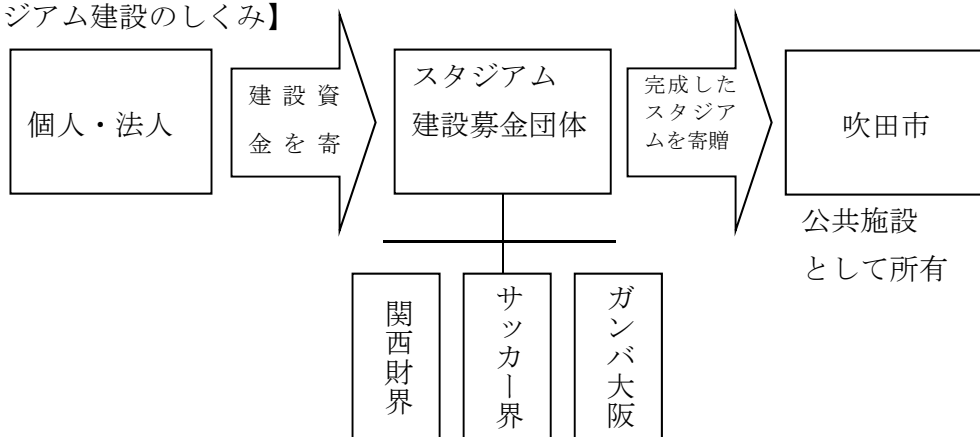 ジアム建設のしくみ】
個人・法人
建設資
金を寄
スタジアム
建設募金団体
完成した
スタジア
ムを寄贈
吹田市
公共施設
として所有
関西財界
サッカー界
ガンバ大阪